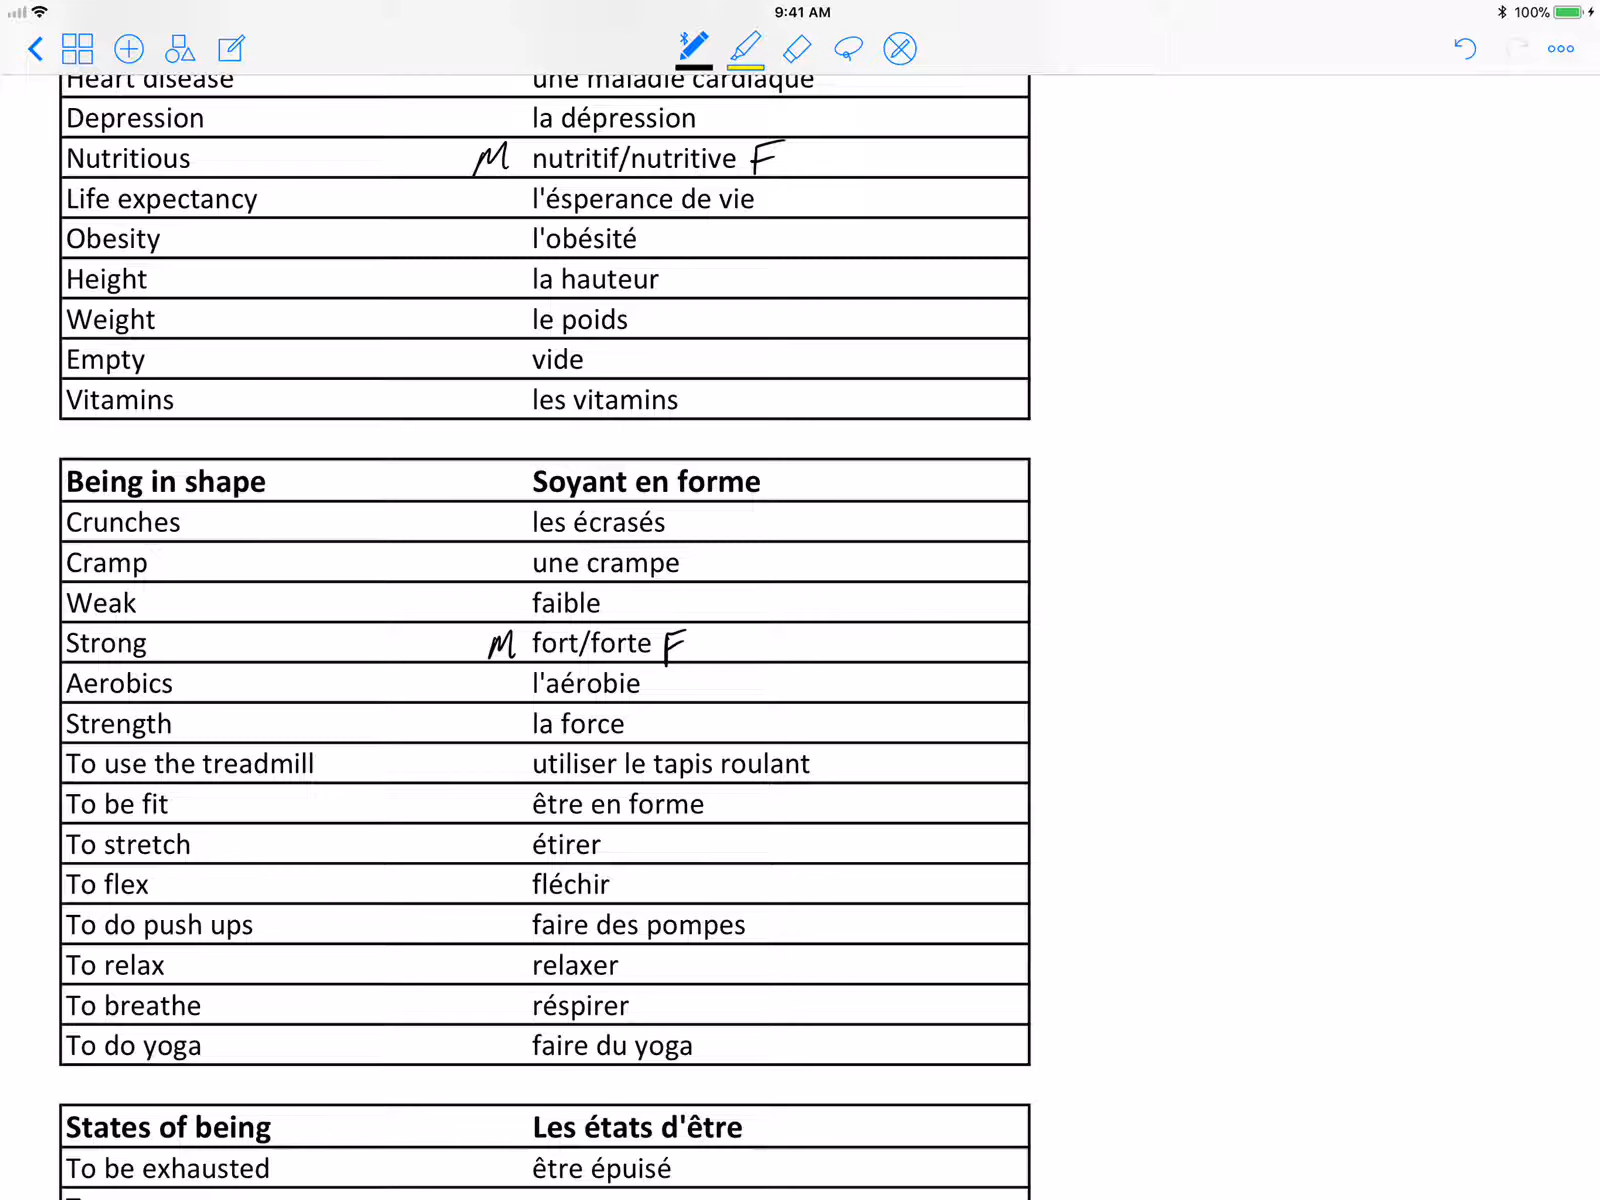 9:41 AM
100%
Heart disease une maladie cardiaque
Depression la dépression
Nutritious M nutritif/nutritive F
Life expectancy l'ésperance de vie
Obesity l'obésité
Height la hauteur
Weight le poids
Empty vide
Vitamins les vitamins
Being in shape Soyant en forme
Crunches les écrasés
Cramp une crampe
Weak faible
Strong M fort/forte F
Aerobics l'aérobie
Strength la force
To use the treadmill utiliser le tapis roulant
To be fit être en forme
To stretch étirer
To flex fléchir
To do push ups faire des pompes
To relax relaxer
To breathe réspirer
To do yoga faire du yoga
States of being Les états d'être
To be exhausted être épuisé